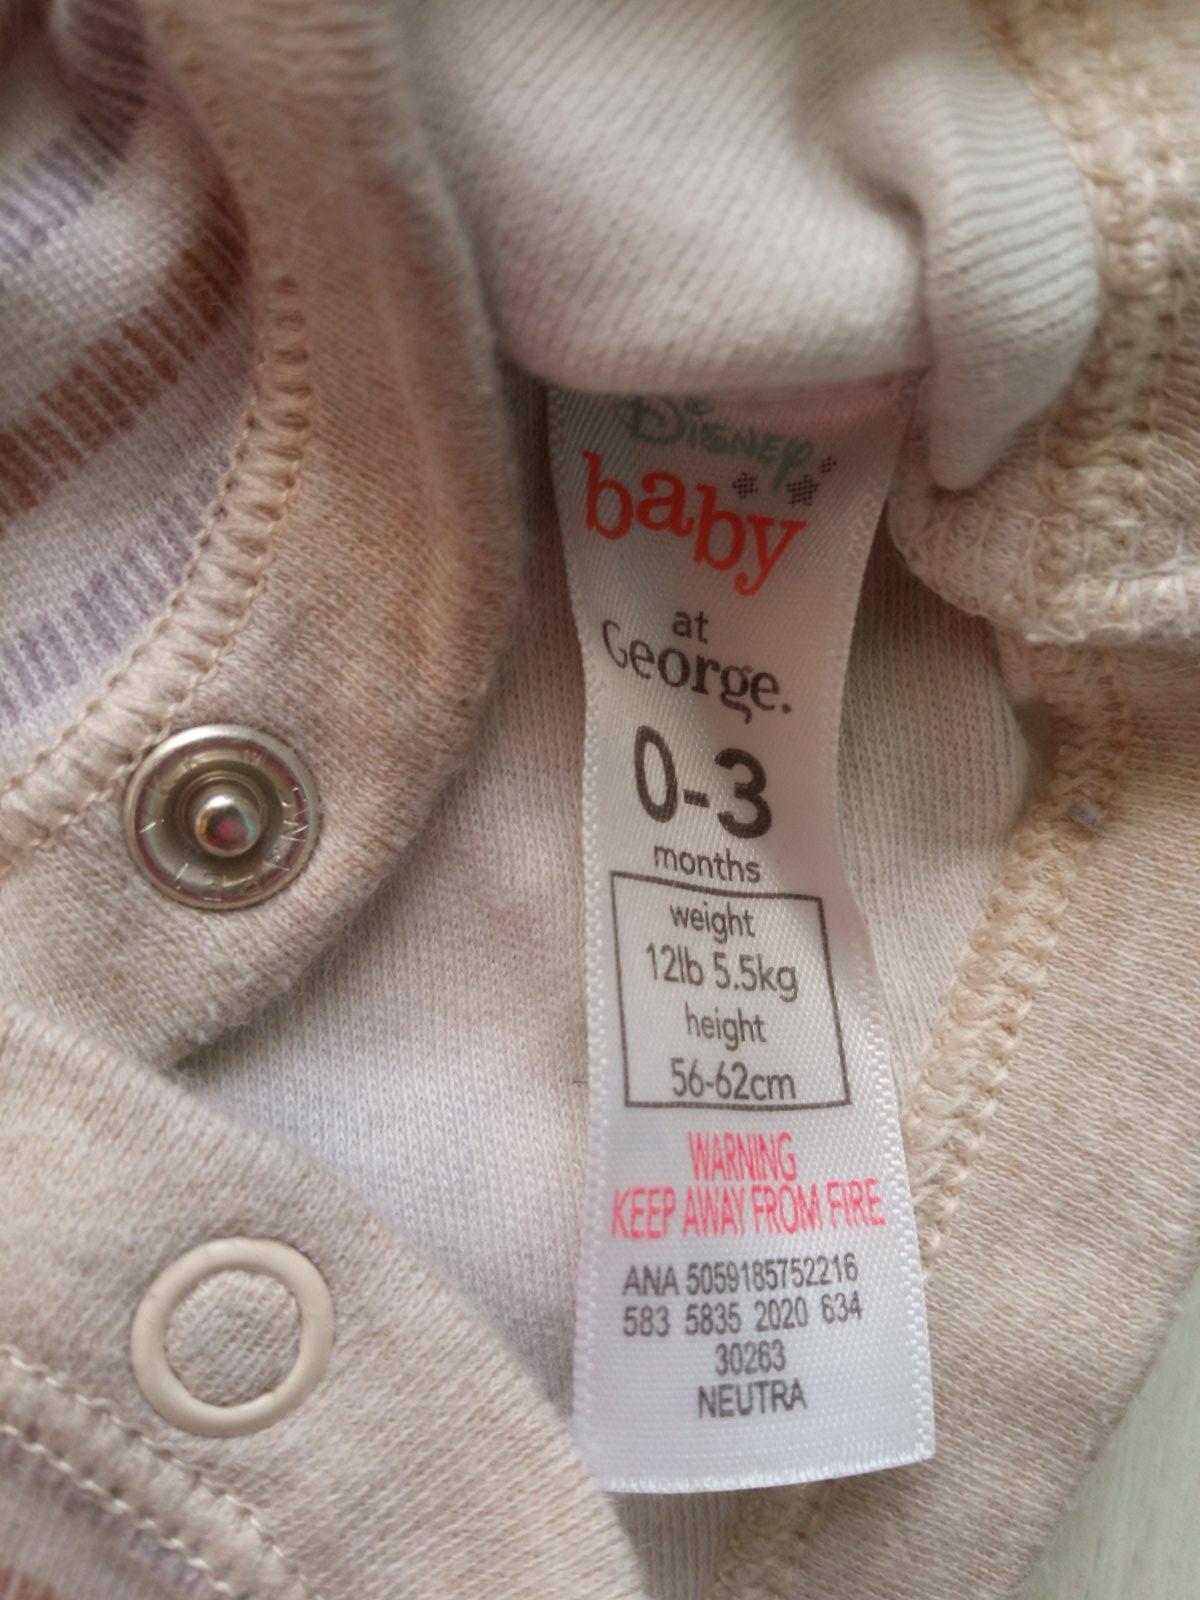 Disney
baby
at
George.
0-3
months
weight
12lb 5.5kg
height
56-62cm
WARNING
KEEP AWAY FROM FIRE
ANA 5059185752216
583 5835 2020 634
30263
NEUTRA